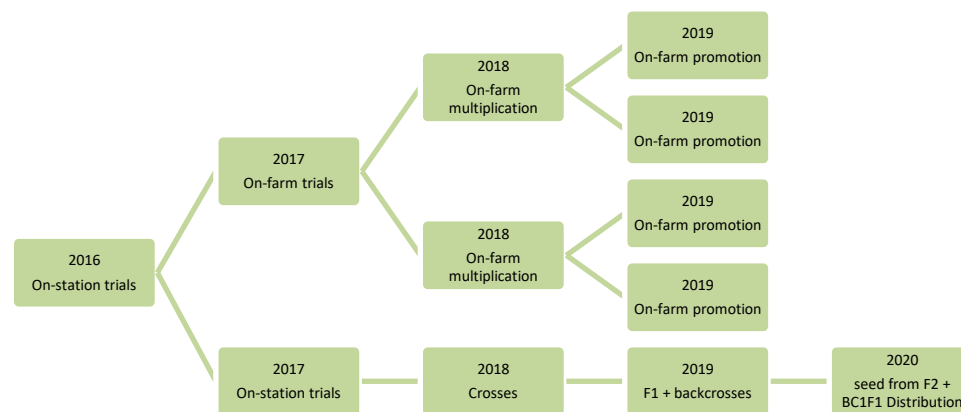 2016
On-station trials
2017
On-farm trials
2018
On-farm
multiplication
2019
On-farm promotion
2019
On-farm promotion
2018
On-farm
multiplication
2019
On-farm promotion
2019
On-farm promotion
2017
On-station trials
2018
Crosses
2019
F1 + backcrosses
2020
seed from F2 +
BC1F1 Distribution